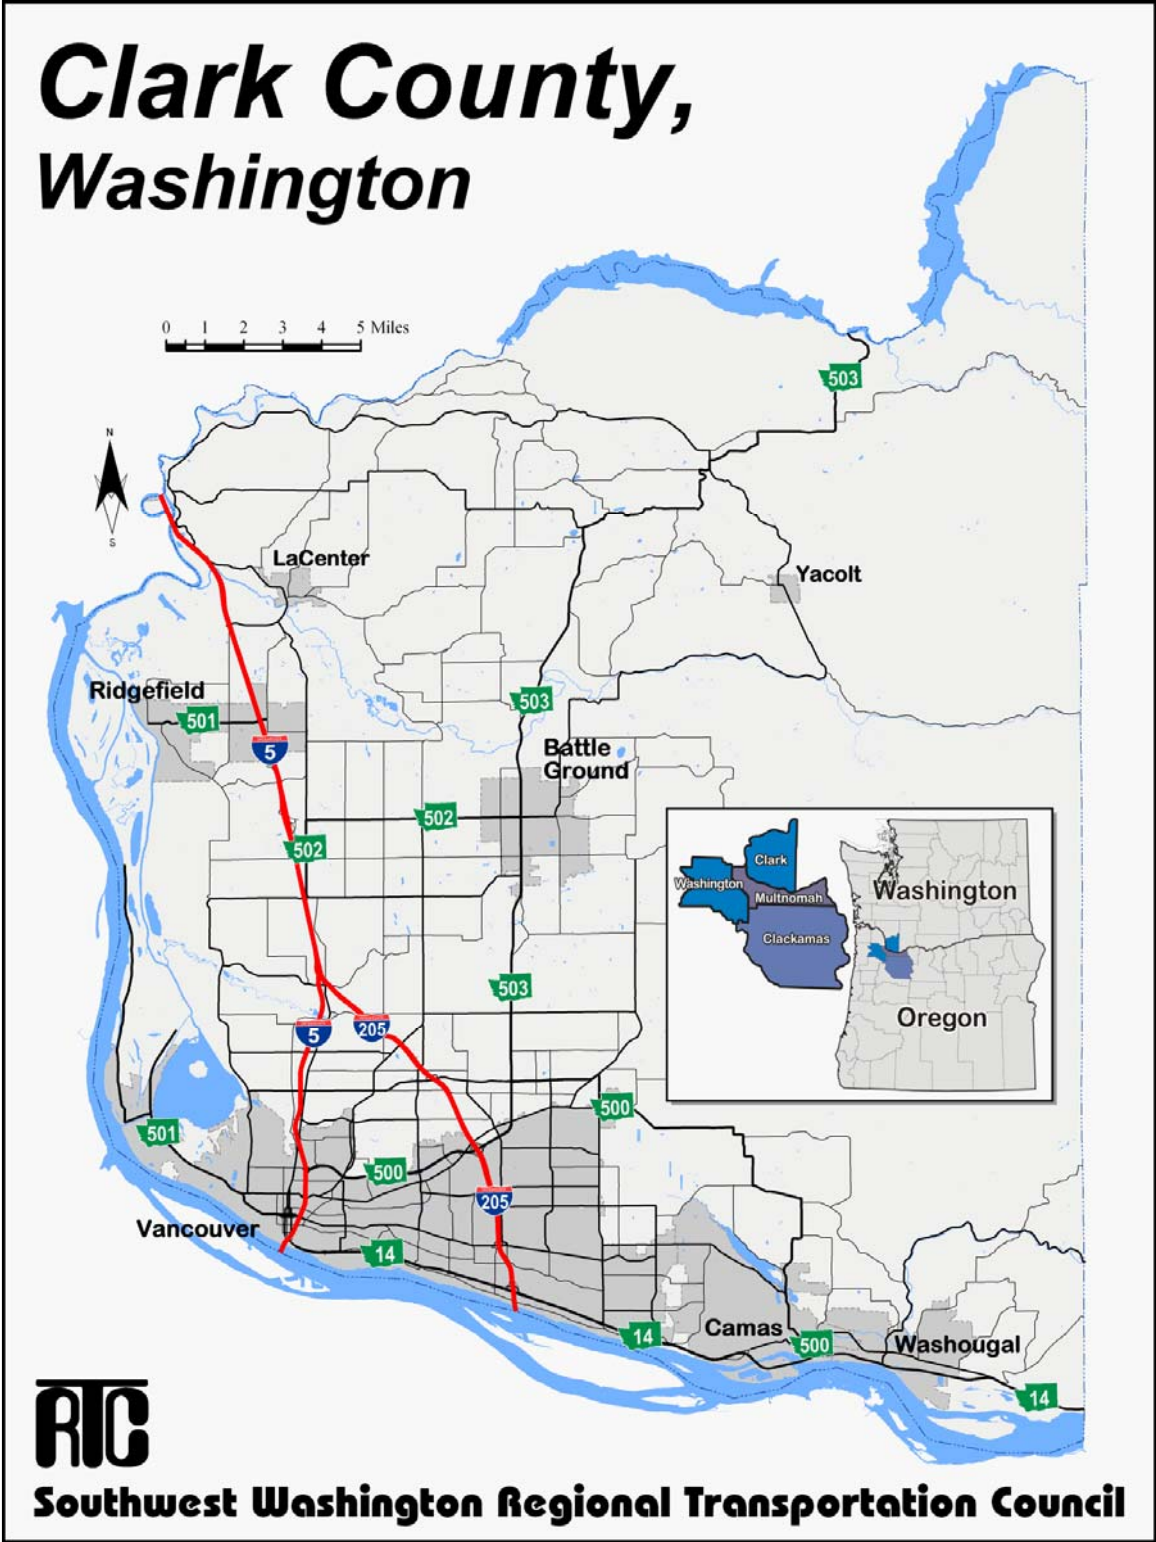 Clark County,
Washington
0 1 2 3 4 5 Miles
N
S
503
LaCenter
Yacolt
Ridgefield
501
503
5
Battle
Ground
502
502
Clark
Washington
Multnomah
Clackamas
Washington
Oregon
503
5
205
500
501
500
205
Vancouver
14
14
Camas
500
Washougal
14
RTC
Southwest Washington Regional Transportation Council